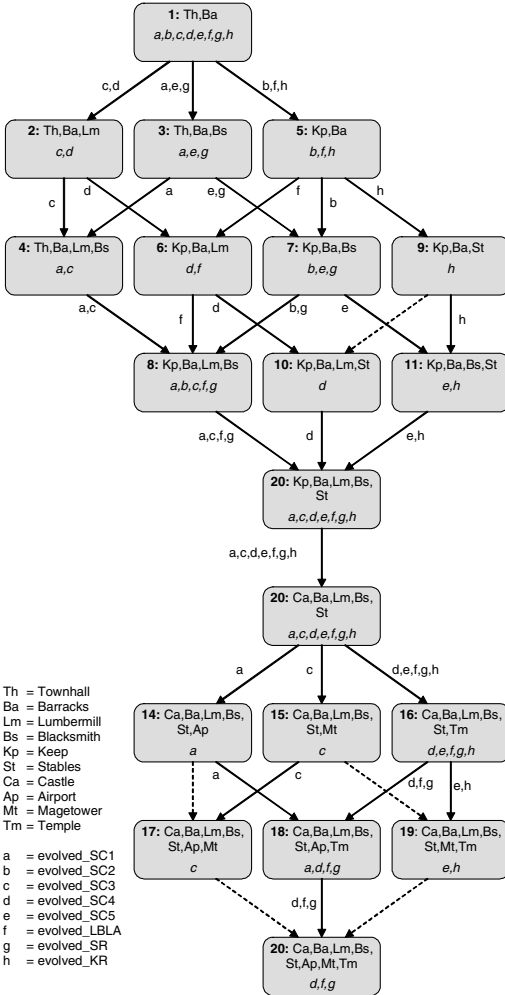 1: Th,Ba
a,b,c,d,e,f,g,h
c,d
a,e,g
b,f,h
2: Th,Ba,Lm
c,d
3: Th,Ba,Bs
a,e,g
5: Kp,Ba
b,f,h
c
d
a
e,g
f
b
h
4: Th,Ba,Lm,Bs
a,c
6: Kp,Ba,Lm
d,f
7: Kp,Ba,Bs
b,e,g
9: Kp,Ba,St
h
a,c
f
d
b,g
e
h
8: Kp,Ba,Lm,Bs
a,b,c,f,g
10: Kp,Ba,Lm,St
d
11: Kp,Ba,Bs,St
e,h
a,c,f,g
d
e,h
20: Kp,Ba,Lm,Bs,
St
a,c,d,e,f,g,h
a,c,d,e,f,g,h
20: Ca,Ba,Lm,Bs,
St
a,c,d,e,f,g,h
a
c
d,e,f,g,h
14: Ca,Ba,Lm,Bs,
St,Ap
a
15: Ca,Ba,Lm,Bs,
St,Mt
c
16: Ca,Ba,Lm,Bs,
St,Tm
d,e,f,g,h
a
c
d,f,g
e,h
17: Ca,Ba,Lm,Bs,
St,Ap,Mt
c
18: Ca,Ba,Lm,Bs,
St,Ap,Tm
a,d,f,g
19: Ca,Ba,Lm,Bs,
St,Mt,Tm
e,h
d,f,g
20: Ca,Ba,Lm,Bs,
St,Ap,Mt,Tm
d,f,g
Th = Townhall
Ba = Barracks
Lm = Lumbermill
Bs = Blacksmith
Kp = Keep
St = Stables
Ca = Castle
Ap = Airport
Mt = Magetower
Tm = Temple
a = evolved_SC1
b = evolved_SC2
c = evolved_SC3
d = evolved_SC4
e = evolved_SC5
f = evolved_LBLA
g = evolved_SR
h = evolved_KR